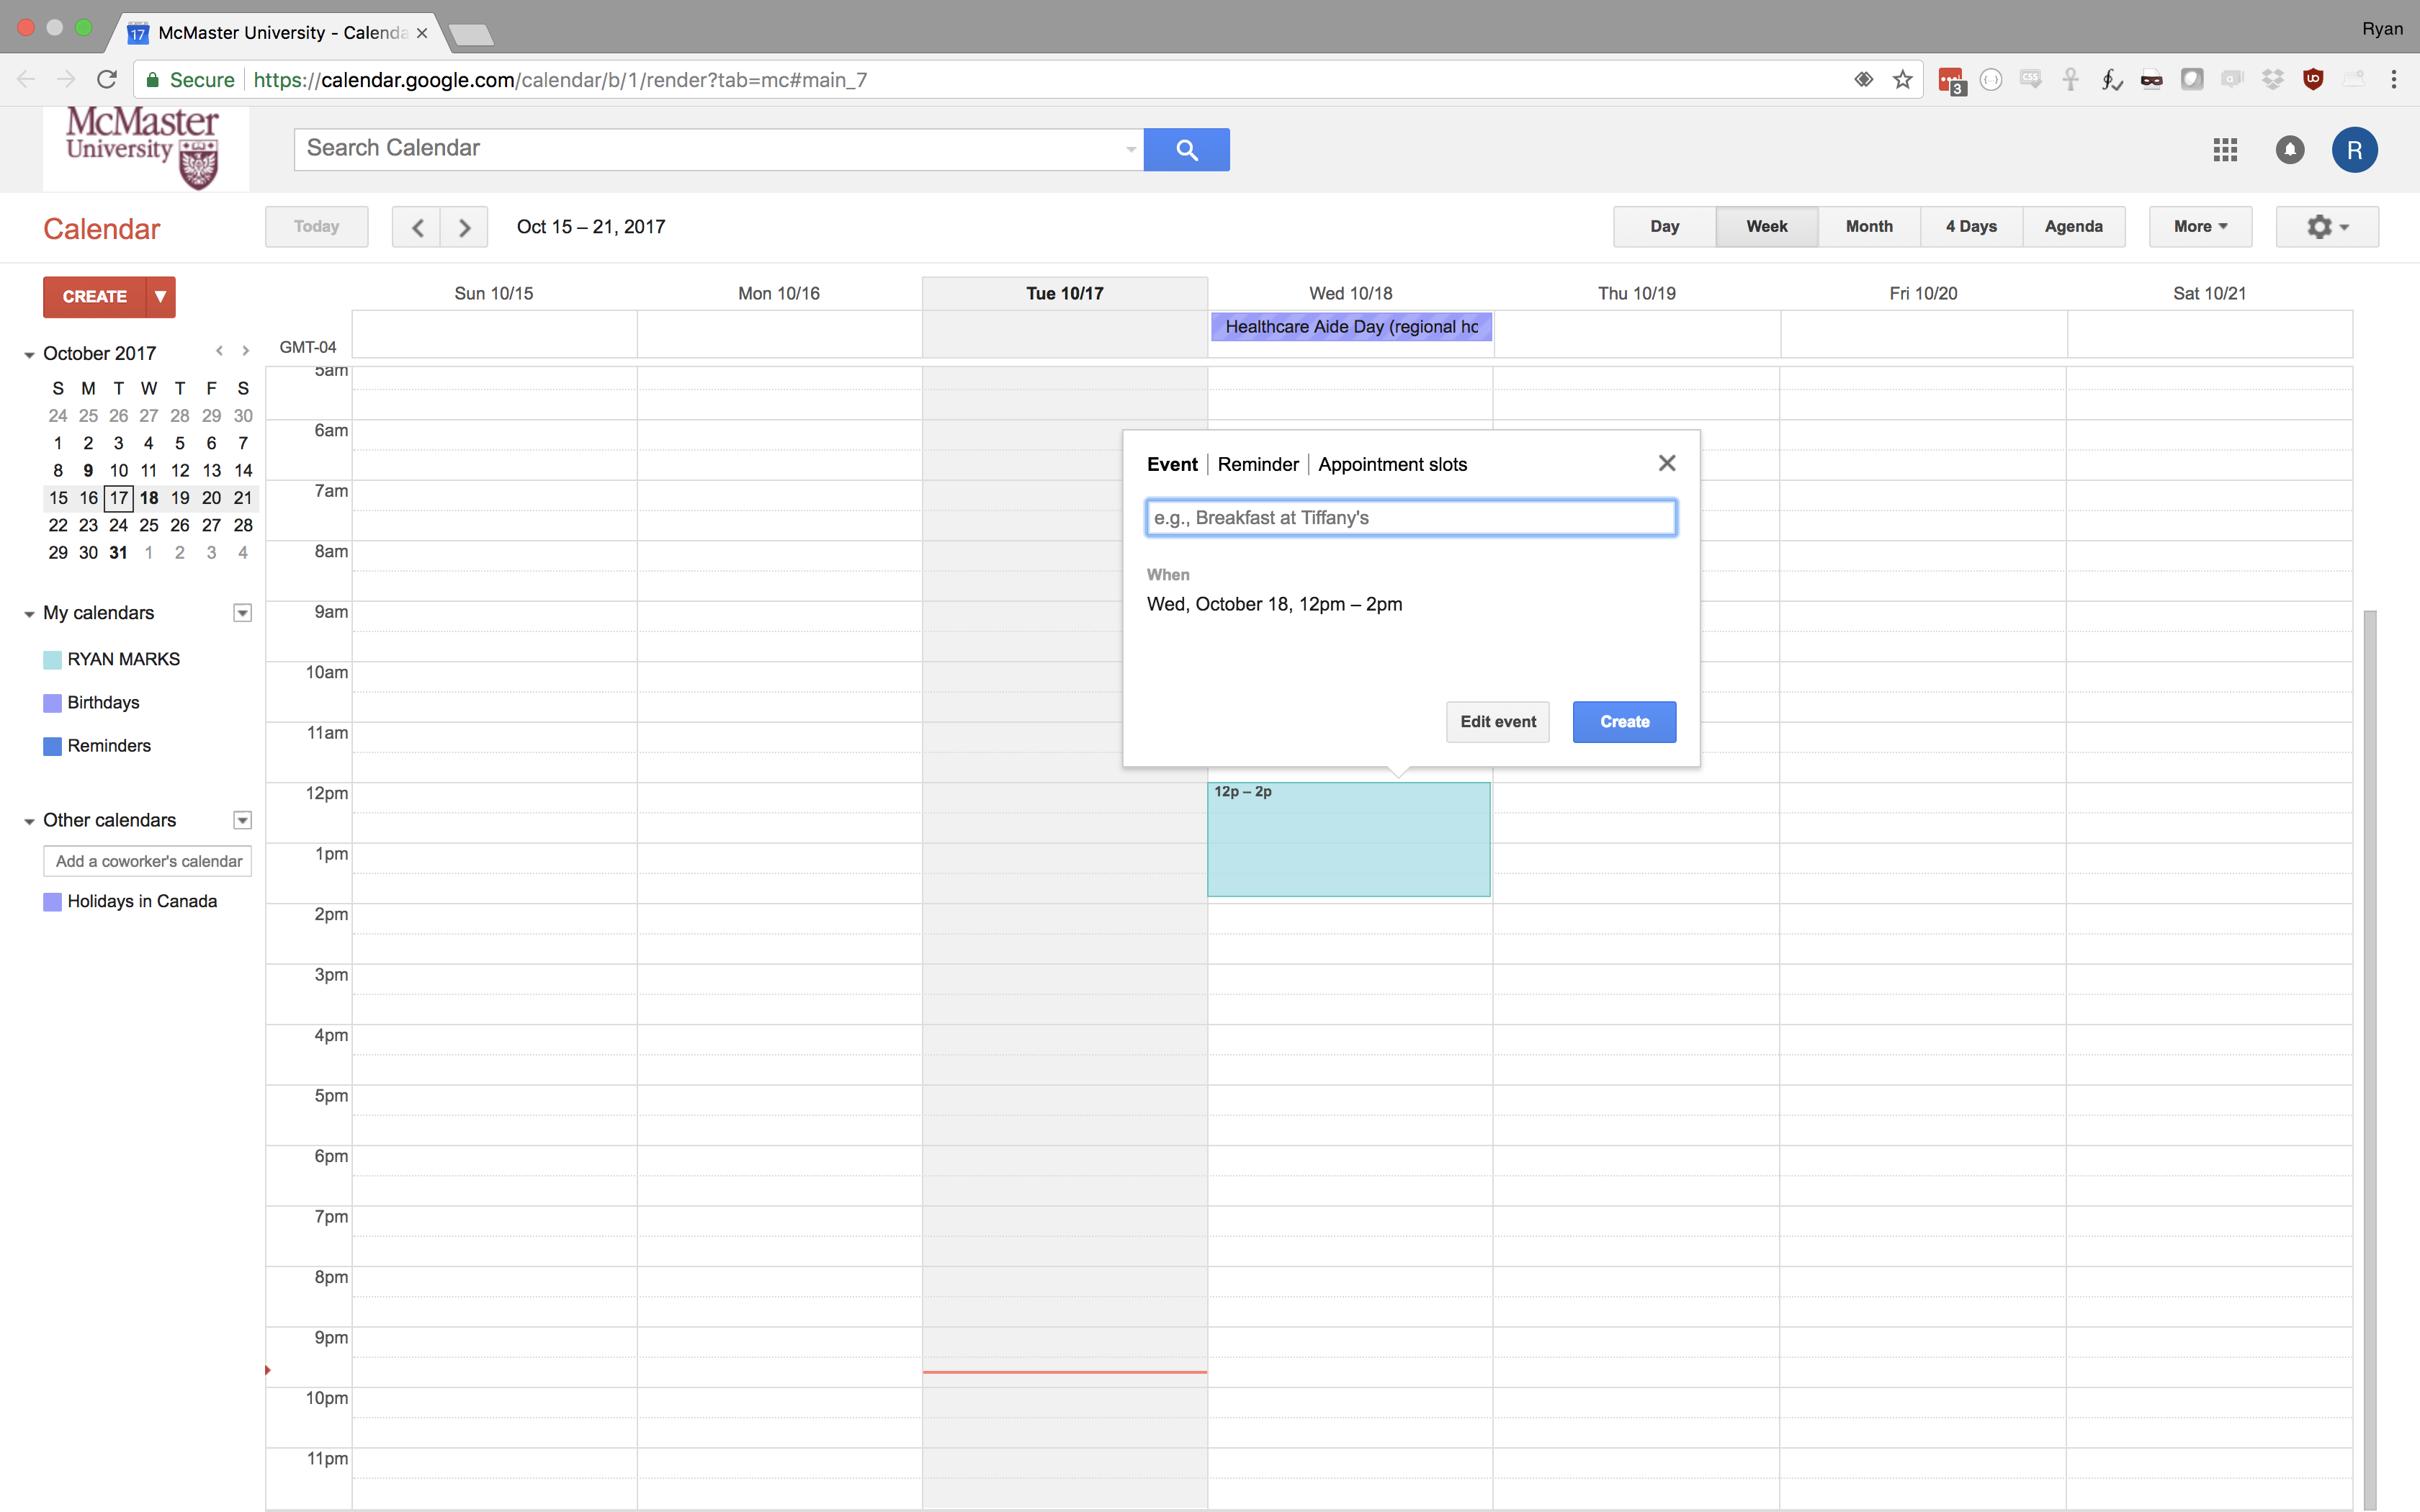 McMaster University - Calenda
Ryan
Secure
https://calendar.google.com/calendar/b/1/render?tab=mc#main_7
3
McMaster
University
Search Calendar
R
Calendar
Today
Oct 15 – 21, 2017
Day
Week
Month
4 Days
Agenda
More
CREATE
Sun 10/15
Mon 10/16
Tue 10/17
Wed 10/18
Thu 10/19
Fri 10/20
Sat 10/21
GMT-04
Healthcare Aide Day (regional ho
October 2017
S M T W T F S
24 25 26 27 28 29 30
1 2 3 4 5 6 7
8 9 10 11 12 13 14
15 16 17 18 19 20 21
22 23 24 25 26 27 28
29 30 31 1 2 3 4
My calendars
RYAN MARKS
Birthdays
Reminders
Other calendars
Add a coworker's calendar
Holidays in Canada
5am
6am
7am
8am
9am
10am
11am
12pm
1pm
2pm
3pm
4pm
5pm
6pm
7pm
8pm
9pm
10pm
11pm
Event
Reminder
Appointment slots
e.g., Breakfast at Tiffany's
When
Wed, October 18, 12pm – 2pm
Edit event
Create
12p – 2p